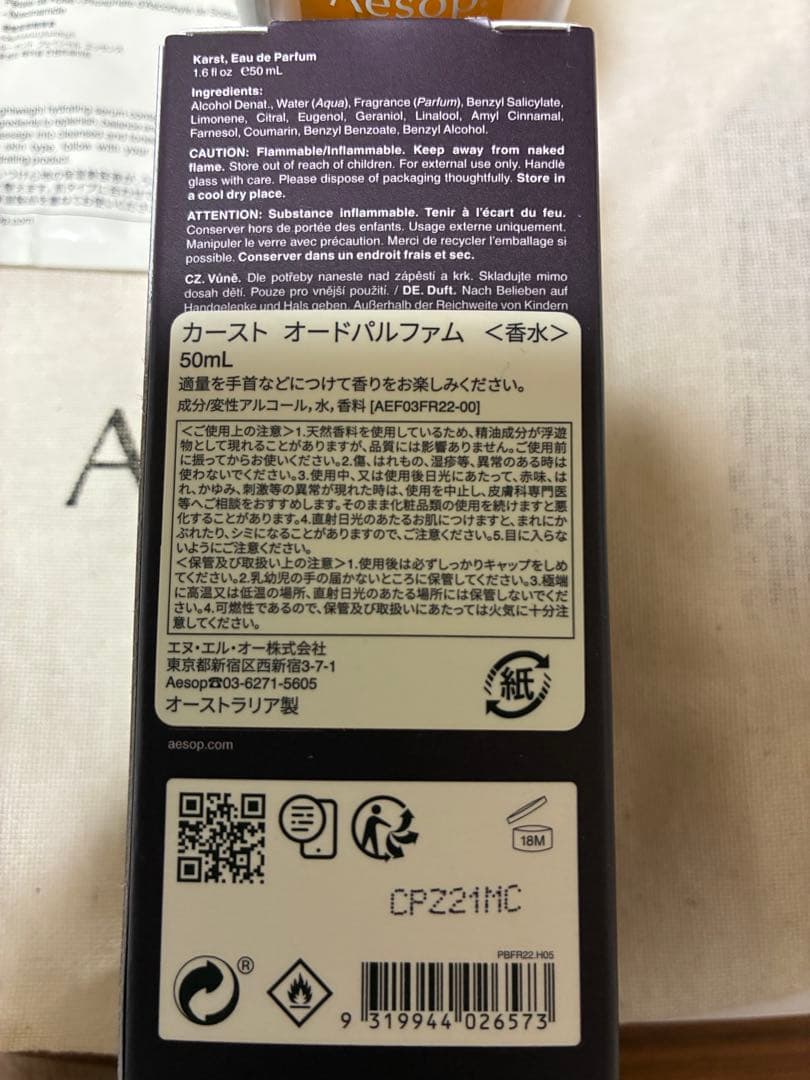 Aesop.
Karst, Eau de Parfum
1.6 fl oz ℮50 mL
Ingredients:
Alcohol Denat., Water (Aqua), Fragrance (Parfum), Benzyl Salicylate,
Limonene, Citral, Eugenol, Geraniol, Linalool, Amyl Cinnamal,
Farnesol, Coumarin, Benzyl Benzoate, Benzyl Alcohol.
CAUTION: Flammable/Inflammable. Keep away from naked
flame. Store out of reach of children. For external use only. Handle
glass with care. Please dispose of packaging thoughtfully. Store in
a cool dry place.
ATTENTION: Substance inflammable. Tenir à l'écart du feu.
Conserver hors de portée des enfants. Usage externe uniquement.
Manipuler le verre avec précaution. Merci de recycler l'emballage si
possible. Conserver dans un endroit frais et sec.
CZ. Vůně. Dle potřeby naneste nad zápěstí a krk. Skladujte mimo
dosah dětí. Pouze pro vnější použití. / DE. Duft. Nach Belieben auf
Handgelenke und Hals geben. Außerhalb der Reichweite von Kindern
カースト オードパルファム <香水>
50mL
適量を手首などにつけて香りをお楽しみください。
成分/変性アルコール,水,香料 [AEF03FR22-00]
<ご使用上の注意>1.天然香料を使用しているため、精油成分が浮遊
物として現れることがありますが、品質には影響ありません。ご使用前
に振ってからお使いください。2.傷、はれもの、湿疹等、異常のある時は
使わないでください。3.使用中、又は使用後日光にあたって、赤味、は
れ、かゆみ、刺激等の異常が現れた時は、使用を中止し、皮膚科専門医
等へご相談をおすすめします。そのまま化粧品類の使用を続けますと悪
化することがあります。4.直射日光のあたるお肌につけますと、まれにか
ぶれたり、シミになることがありますので、ご注意ください。5.目に入らな
いようにご注意ください。
<保管及び取扱い上の注意>1.使用後は必ずしっかりキャップをしめ
てください。2.乳幼児の手の届かないところに保管してください。3.極端
に高温又は低温の場所、直射日光のあたる場所には保管しないでくだ
さい。4.可燃性であるので、保管及び取扱いにあたっては火気に十分注
意してください。
エヌ・エル・オー株式会社
東京都新宿区西新宿3-7-1
Aesop☎03-6271-5605
オーストラリア製
紙
aesop.com
18M
CPZ21MC
PBFR22.H05
®
9 319944 026573
A